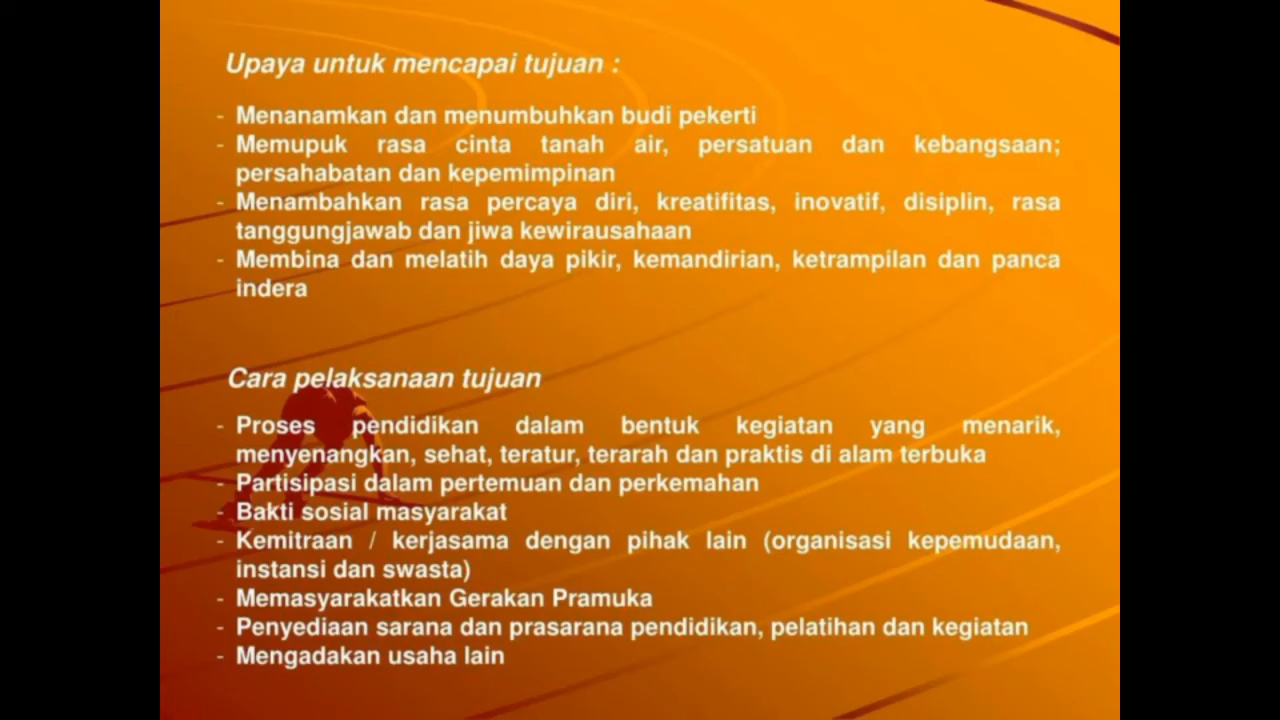 Upaya untuk mencapai tujuan :
- Menanamkan dan menumbuhkan budi pekerti
- Memupuk rasa cinta tanah air, persatuan dan kebangsaan;
persahabatan dan kepemimpinan
- Menambahkan rasa percaya diri, kreatifitas, inovatif, disiplin, rasa
tanggungjawab dan jiwa kewirausahaan
- Membina dan melatih daya pikir, kemandirian, ketrampilan dan panca
indera
Cara pelaksanaan tujuan
- Proses pendidikan dalam bentuk kegiatan yang menarik,
menyenangkan, sehat, teratur, terarah dan praktis di alam terbuka
- Partisipasi dalam pertemuan dan perkemahan
- Bakti sosial masyarakat
- Kemitraan / kerjasama dengan pihak lain (organisasi kepemudaan,
instansi dan swasta)
- Memasyarakatkan Gerakan Pramuka
- Penyediaan sarana dan prasarana pendidikan, pelatihan dan kegiatan
- Mengadakan usaha lain